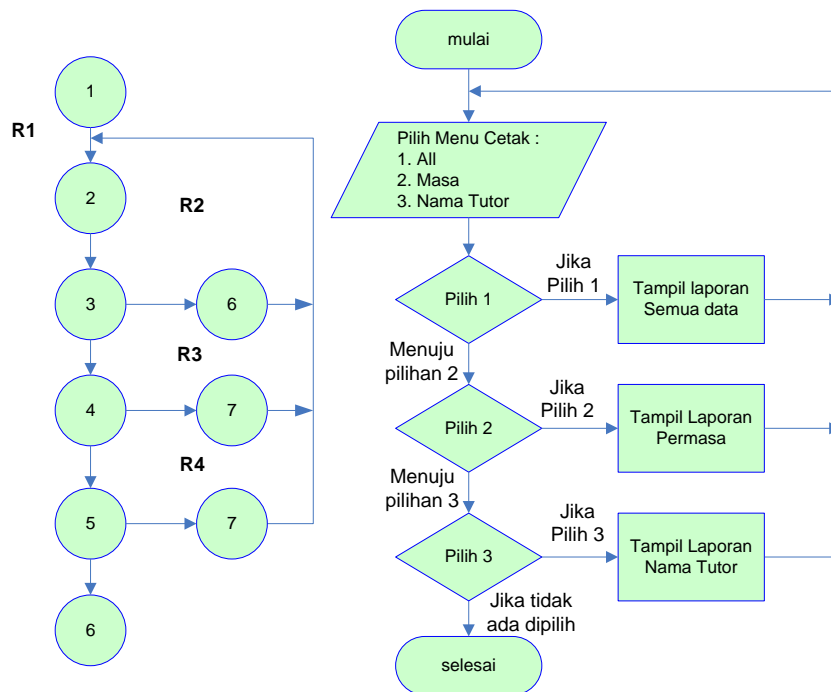 1
R1
2
R2
3
6
R3
4
7
R4
5
7
6
mulai
Pilih Menu Cetak :
1. All
2. Masa
3. Nama Tutor
Pilih 1
Jika
Pilih 1
Tampil laporan
Semua data
Menuju
pilihan 2
Pilih 2
Jika
Pilih 2
Tampil Laporan
Permasa
Menuju
pilihan 3
Pilih 3
Jika
Pilih 3
Tampil Laporan
Nama Tutor
Jika tidak
ada dipilih
selesai